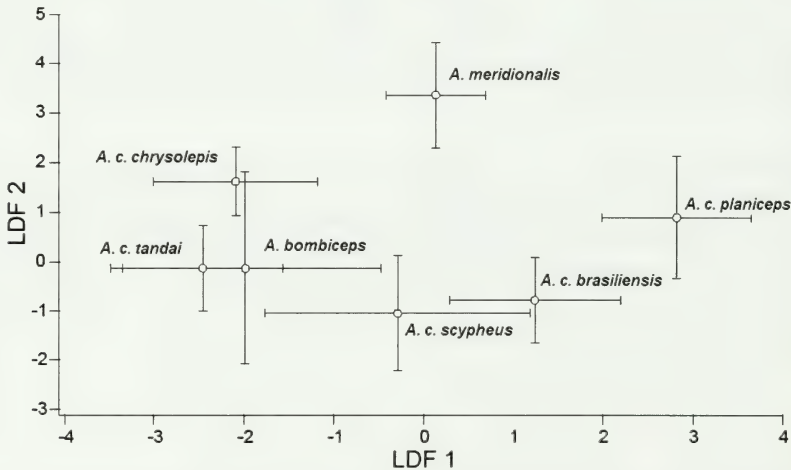 5
4
A. meridionalis
3
2
A. c. chrysolepis
A. c. planiceps
1
LDF 2
A. c. tandai
A. bombiceps
0
A. c. brasiliensis
-1
A. c. scypheus
-2
-3
-4 -3 -2 -1 0 1 2 3 4
LDF 1